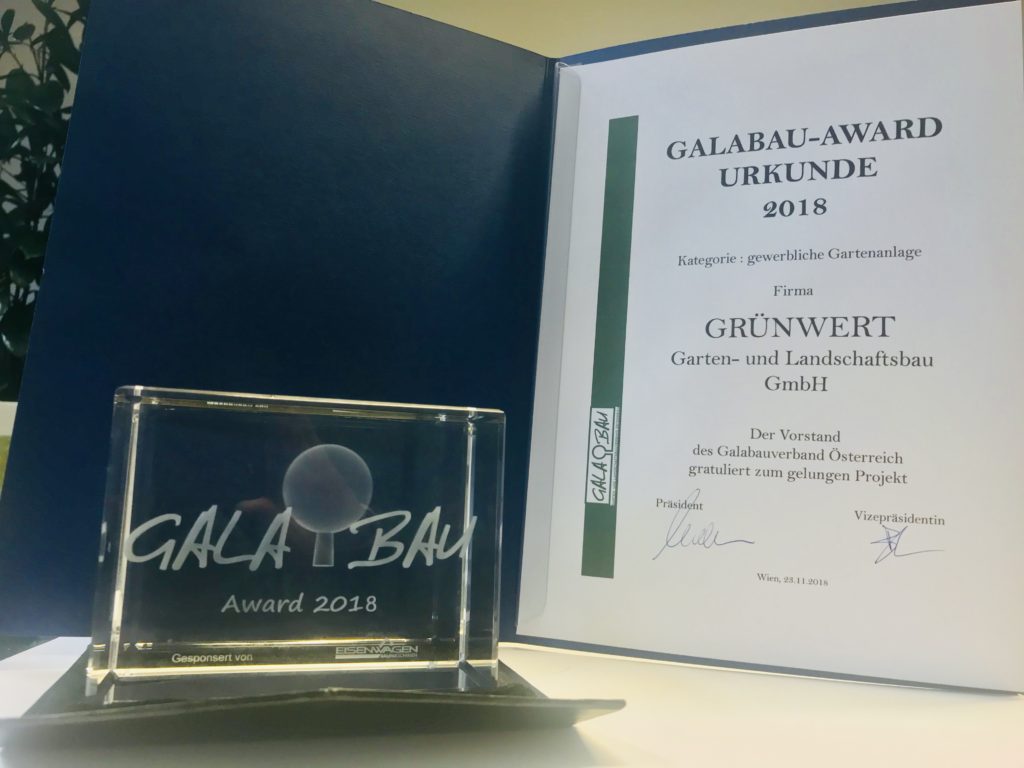 GALABAU-AWARD
URKUNDE
2018
Kategorie : gewerbliche Gartenanlage
Firma
GRÜNWERT
Garten- und Landschaftsbau
GmbH
Der Vorstand
des Galabauverband Österreich
gratuliert zum gelungen Projekt
Präsident
Vizepräsidentin
Wien, 23.11.2018
GALA BAU
GALA BAU
Award 2018
Gesponsert von
EISENWAGEN